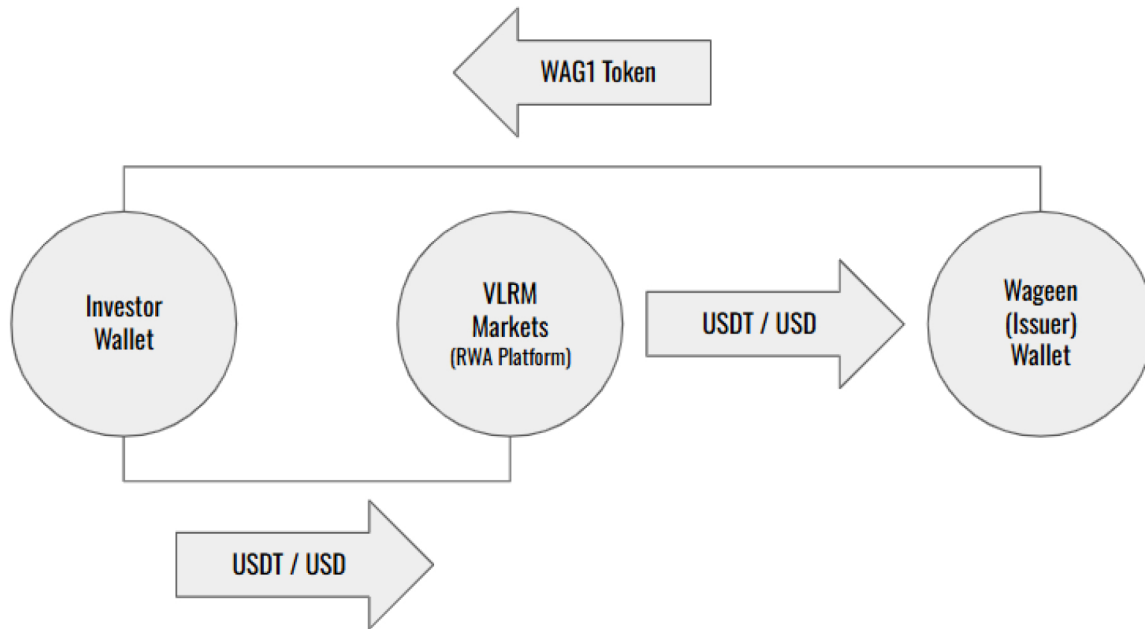 WAG1 Token
Investor
Wallet
VLRM
Markets
(RWA Platform)
USDT / USD
Wageen
(Issuer)
Wallet
USDT / USD